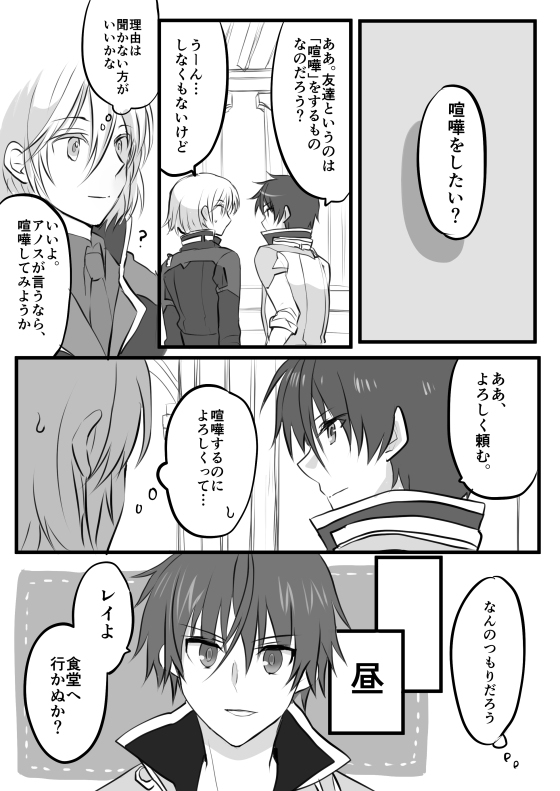 喧嘩をしたい？
ああ。友達というのは
「喧嘩」をするもの
なのだろう？
うーん…
しなくもないけど
理由は
聞かない方が
いいかな
？
いいよ。
アノスが言うなら、
喧嘩してみようか
ああ、
よろしく頼む。
喧嘩するのに
よろしくって…
し
なんのつもりだろう
昼
レイよ
食堂へ
行かぬか？